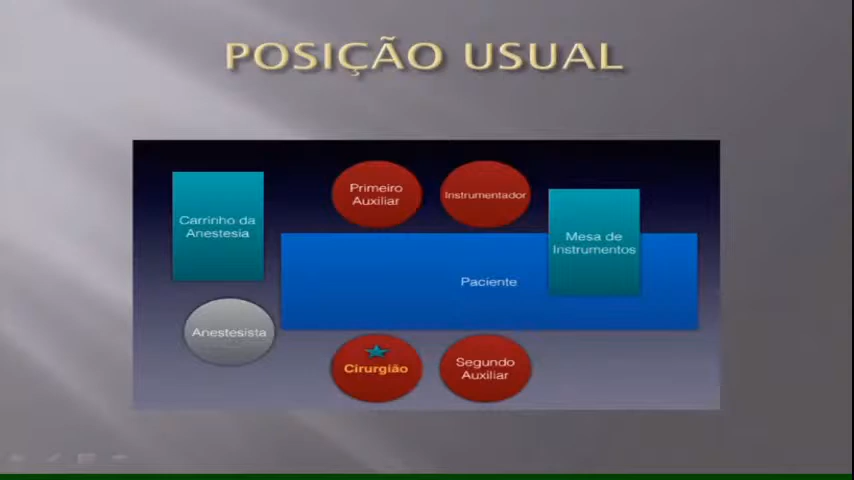 POSIÇÃO USUAL
Primeiro
Auxiliar
Instrumentador
Carrinho da
Anestesia
Mesa de
Instrumentos
Paciente
Anestesista
Cirurgião
Segundo
Auxiliar